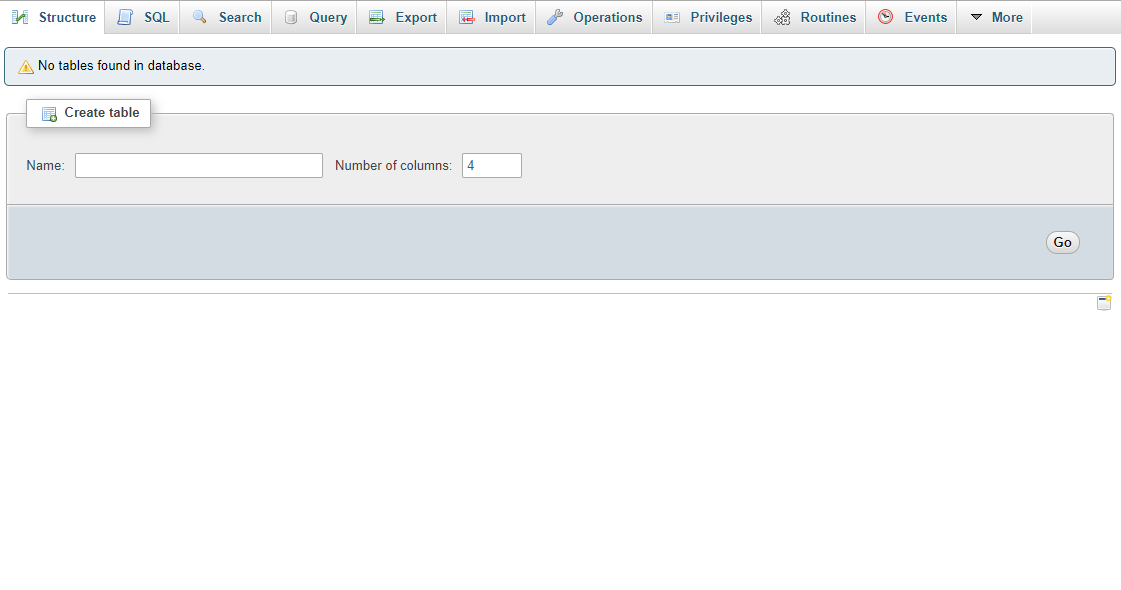 Structure SQL Search Query Export Import Operations Privileges Routines Events More
No tables found in database.
Create table
Name: Number of columns: 4
Go